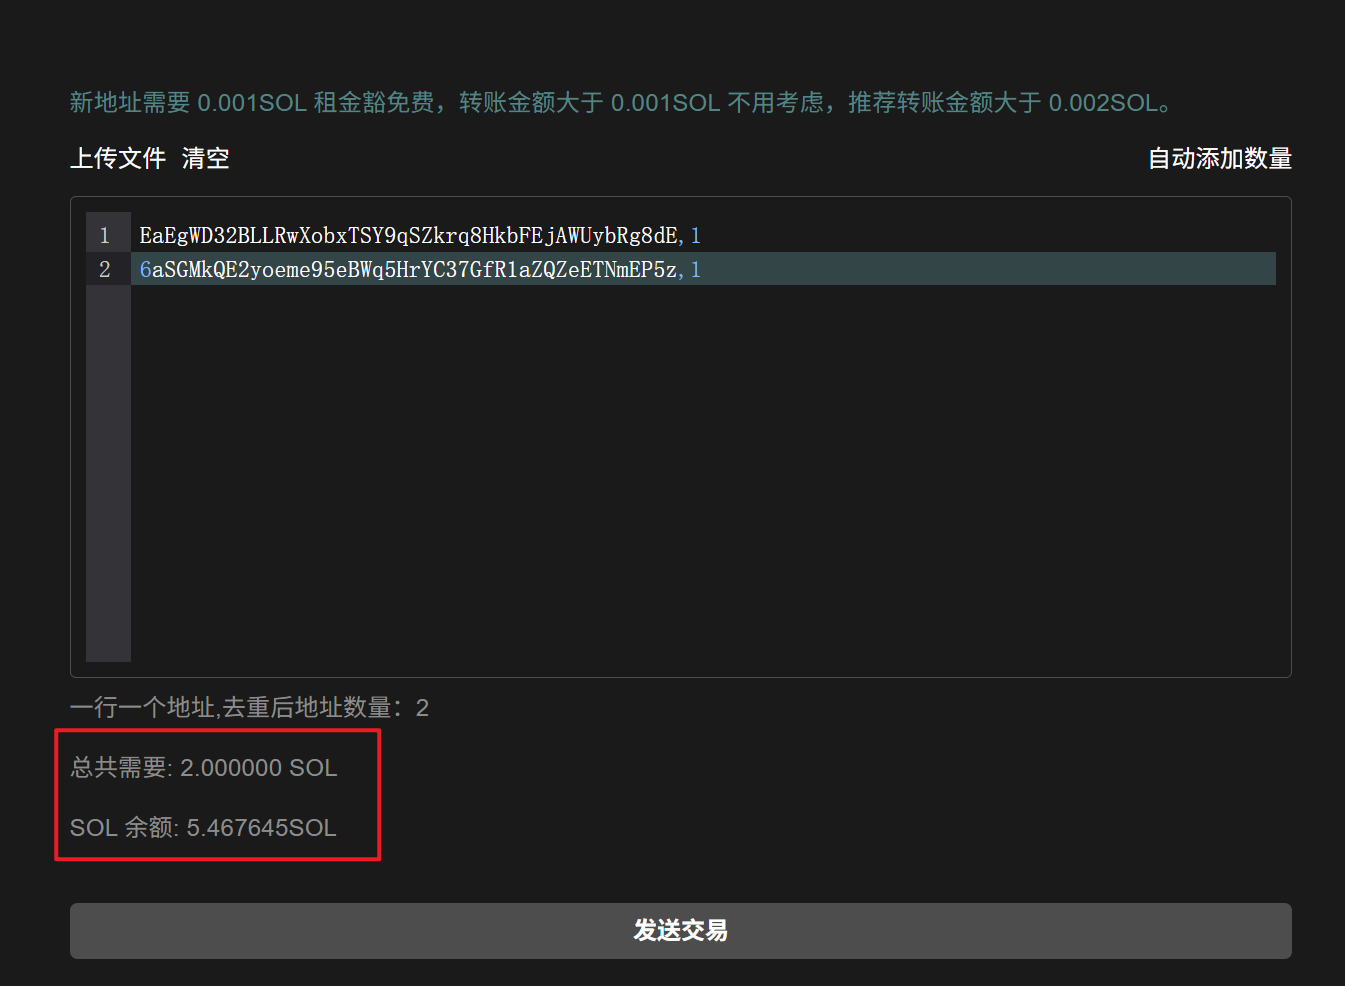 新地址需要 0.001SOL 租金豁免费，转账金额大于 0.001SOL 不用考虑，推荐转账金额大于 0.002SOL。
上传文件 清空 自动添加数量
1 EaEgWD32BLLRwXobxTSY9qSZkrq8HkbFEjAWUybRg8dE,1
2 6aSGMkQE2yoeme95eBWq5HrYC37GfR1aZQZeETNmEP5z,1
一行一个地址,去重后地址数量：2
总共需要: 2.000000 SOL
SOL 余额: 5.467645SOL
发送交易